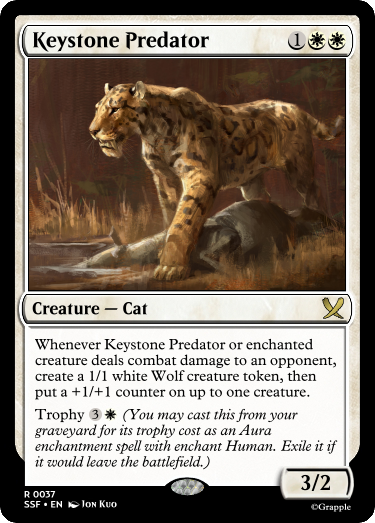 Keystone Predator 1
Creature — Cat
Whenever Keystone Predator or enchanted
creature deals combat damage to an opponent,
create a 1/1 white Wolf creature token, then
put a +1/+1 counter on up to one creature.
Trophy 3 (You may cast this from your
graveyard for its trophy cost as an Aura
enchantment spell with enchant Human. Exile it if
it would leave the battlefield.)
3/2
R 0037
SSF • EN Jon Kuo
©Grapple